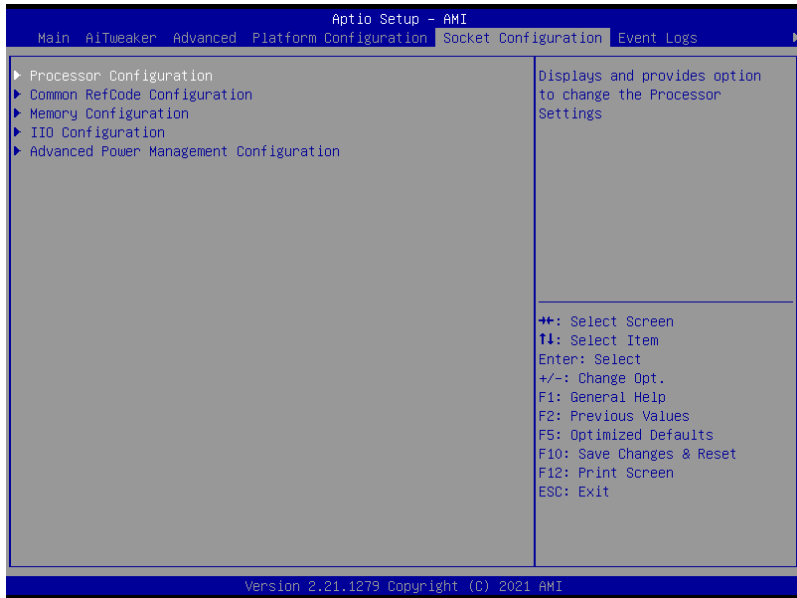 Aptio Setup – AMI
Main AiTweaker Advanced Platform Configuration Socket Configuration Event Logs
Processor Configuration
Common RefCode Configuration
Memory Configuration
IIO Configuration
Advanced Power Management Configuration
Displays and provides option
to change the Processor
Settings
→←: Select Screen
↑↓: Select Item
Enter: Select
+/-: Change Opt.
F1: General Help
F2: Previous Values
F5: Optimized Defaults
F10: Save Changes & Reset
F12: Print Screen
ESC: Exit
Version 2.21.1279 Copyright (C) 2021 AMI